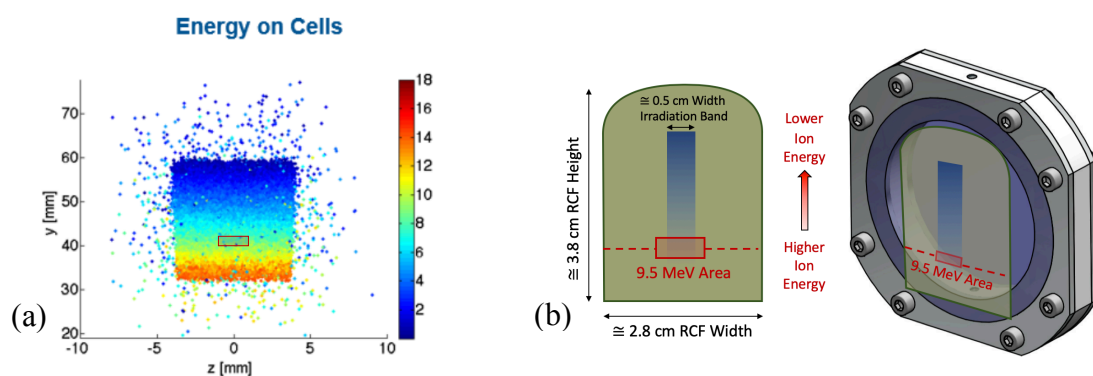 Energy on Cells
18
16
14
12
10
8
6
4
2
70
60
50
40
30
20
y [mm]
-10
-5
0
5
10
z [mm]
(a)
≅ 0.5 cm Width
Irradiation Band
≅ 3.8 cm RCF Height
9.5 MeV Area
≅ 2.8 cm RCF Width
(b)
Lower
Ion
Energy
Higher
Ion
Energy
9.5 MeV Area